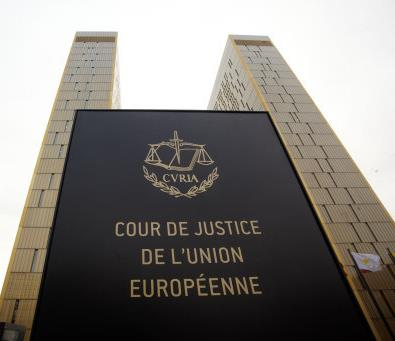 CVRIA
COUR DE JUSTICE
DE L'UNION
EUROPÉENNE